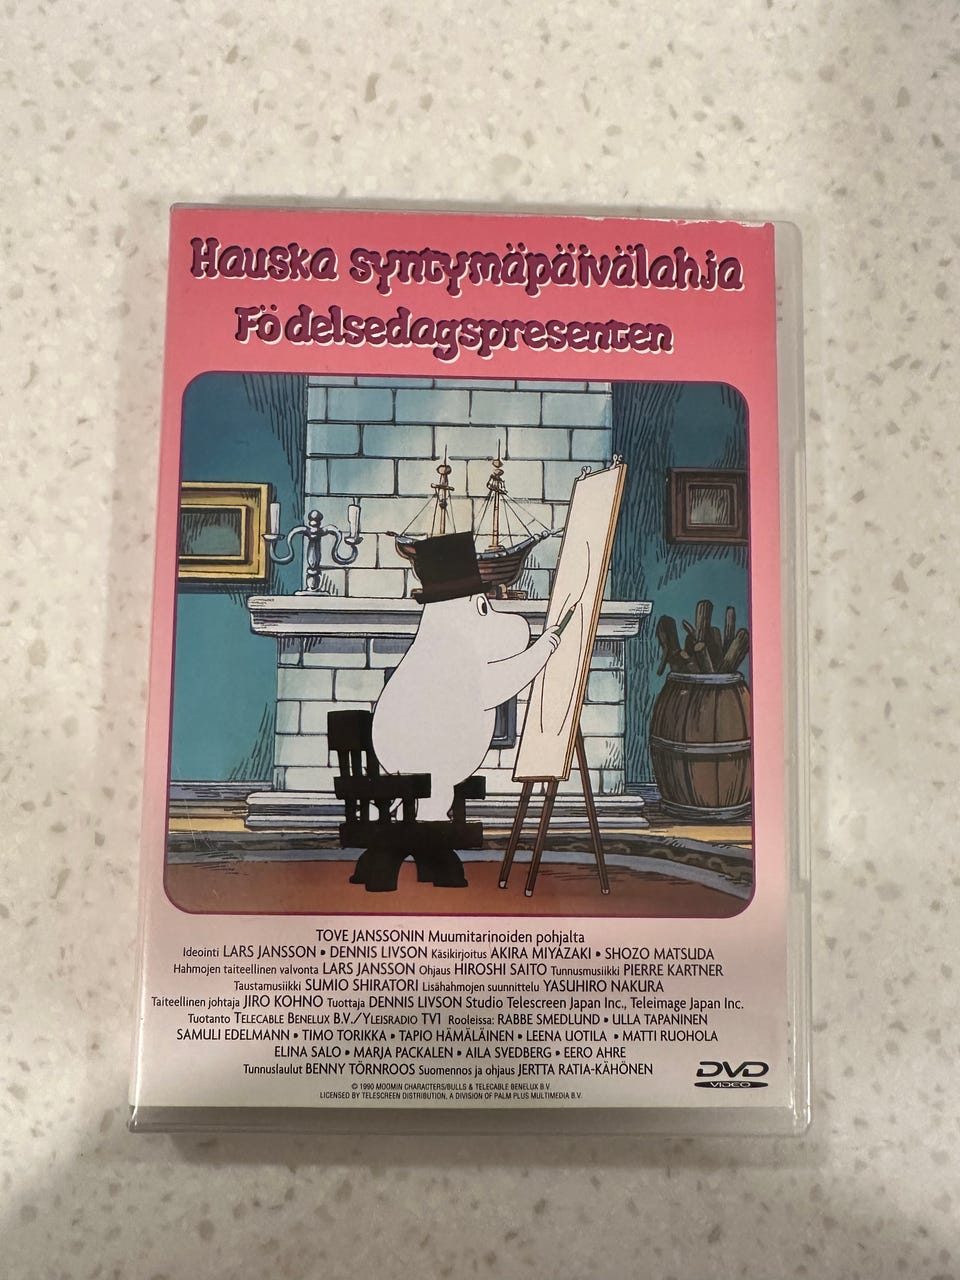 Hauska syntymäpäivälahja
Födelsedagspresenten
TOVE JANSSONIN Muumitarinoiden pohjalta
Ideointi LARS JANSSON • DENNIS LIVSON Käsikirjoitus AKIRA MIYAZAKI • SHOZO MATSUDA
Hahmojen taiteellinen valvonta LARS JANSSON Ohjaus HIROSHI SAITO Tunnusmusiikki PIERRE KARTNER
Taustamusiikki SUMIO SHIRATORI Lisähahmojen suunnittelu YASUHIRO NAKURA
Taiteellinen johtaja JIRO KOHNO Tuottaja DENNIS LIVSON Studio Telescreen Japan Inc., Teleimage Japan Inc.
Tuotanto TELECABLE BENELUX B.V./YLEISRADIO TV1 Rooleissa: RABBE SMEDLUND • ULLA TAPANINEN
SAMULI EDELMANN • TIMO TORIKKA • TAPIO HÄMÄLÄINEN • LEENA UOTILA • MATTI RUOHOLA
ELINA SALO • MARJA PACKALEN • AILA SVEDBERG • EERO AHRE
Tunnuslaulut BENNY TÖRNROOS Suomennos ja ohjaus JERTTA RATIA-KÄHÖNEN
© 1990 MOOMIN CHARACTERS/BULLS & TELECABLE BENELUX B.V.
LICENSED BY TELESCREEN DISTRIBUTION, A DIVISION OF PALM PLUS MULTIMEDIA B.V.
DVD
VIDEO